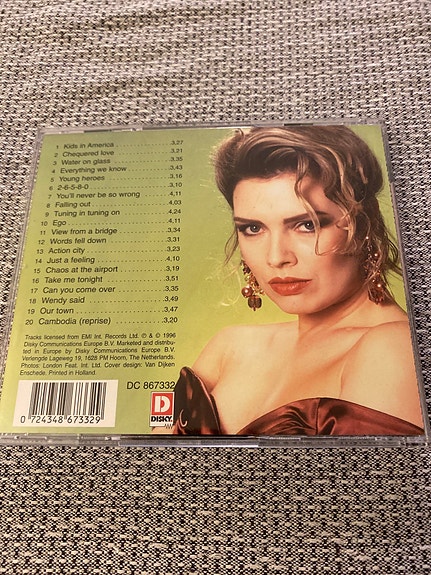 1 Kids in America 3,27
2 Chequered love 3,21
3 Water on glass 3,35
4 Everything we know 3,43
5 Young heroes 3,16
6 2-6-5-8-0 3,10
7 You'll never be so wrong 4,11
8 Falling out 4,03
9 Tuning in tuning on 4,24
10 Ego 4,11
11 View from a bridge 3,34
12 Words fell down 3,31
13 Action city 3,23
14 Just a feeling 4,10
15 Chaos at the airport 3,19
16 Take me tonight 3,51
17 Can you come over 3,35
18 Wendy said 3,47
19 Our town 3,49
20 Cambodia (reprise) 3,20
Tracks licensed from EMI Int. Records Ltd. ℗ & © 1996
Disky Communications Europe B.V. Marketed and distri-
buted in Europe by Disky Communications Europe B.V.
Verlengde Lageweg 19, 1628 PM Hoorn, The Netherlands.
Photos: London Feat. Int. Ltd. Cover design: Van Dijken
Enschede. Printed in Holland.
DC 867332
D
DISKY
0 724348 673329